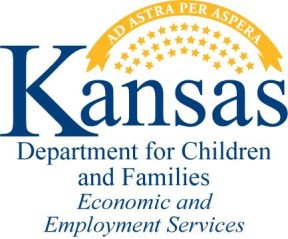 AD ASTRA PER ASPERA
Kansas
Department for Children
and Families
Economic and
Employment Services